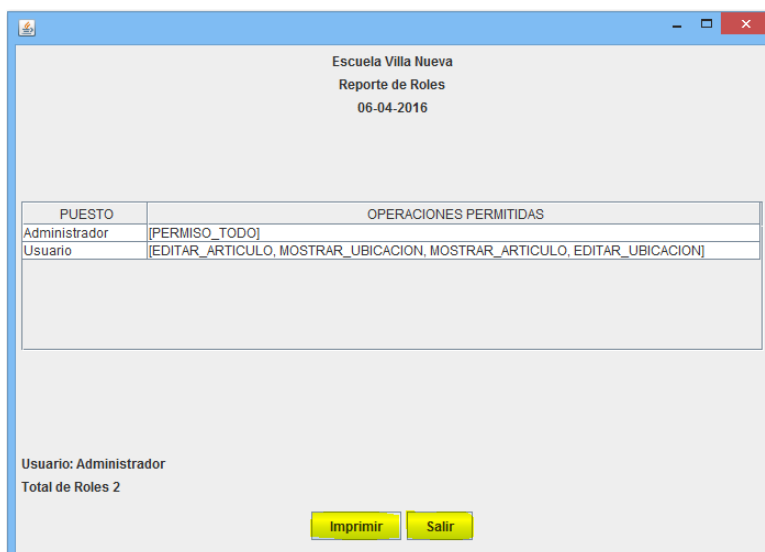 Escuela Villa Nueva
Reporte de Roles
06-04-2016
PUESTO OPERACIONES PERMITIDAS
Administrador [PERMISO_TODO]
Usuario [EDITAR_ARTICULO, MOSTRAR_UBICACION, MOSTRAR_ARTICULO, EDITAR_UBICACION]
Usuario: Administrador
Total de Roles 2
Imprimir Salir